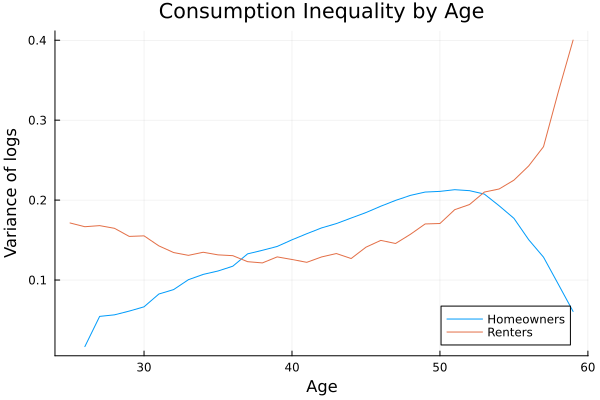 Consumption Inequality by Age
Variance of logs
0.4
0.3
0.2
0.1
30
40
50
60
Age
Homeowners
Renters